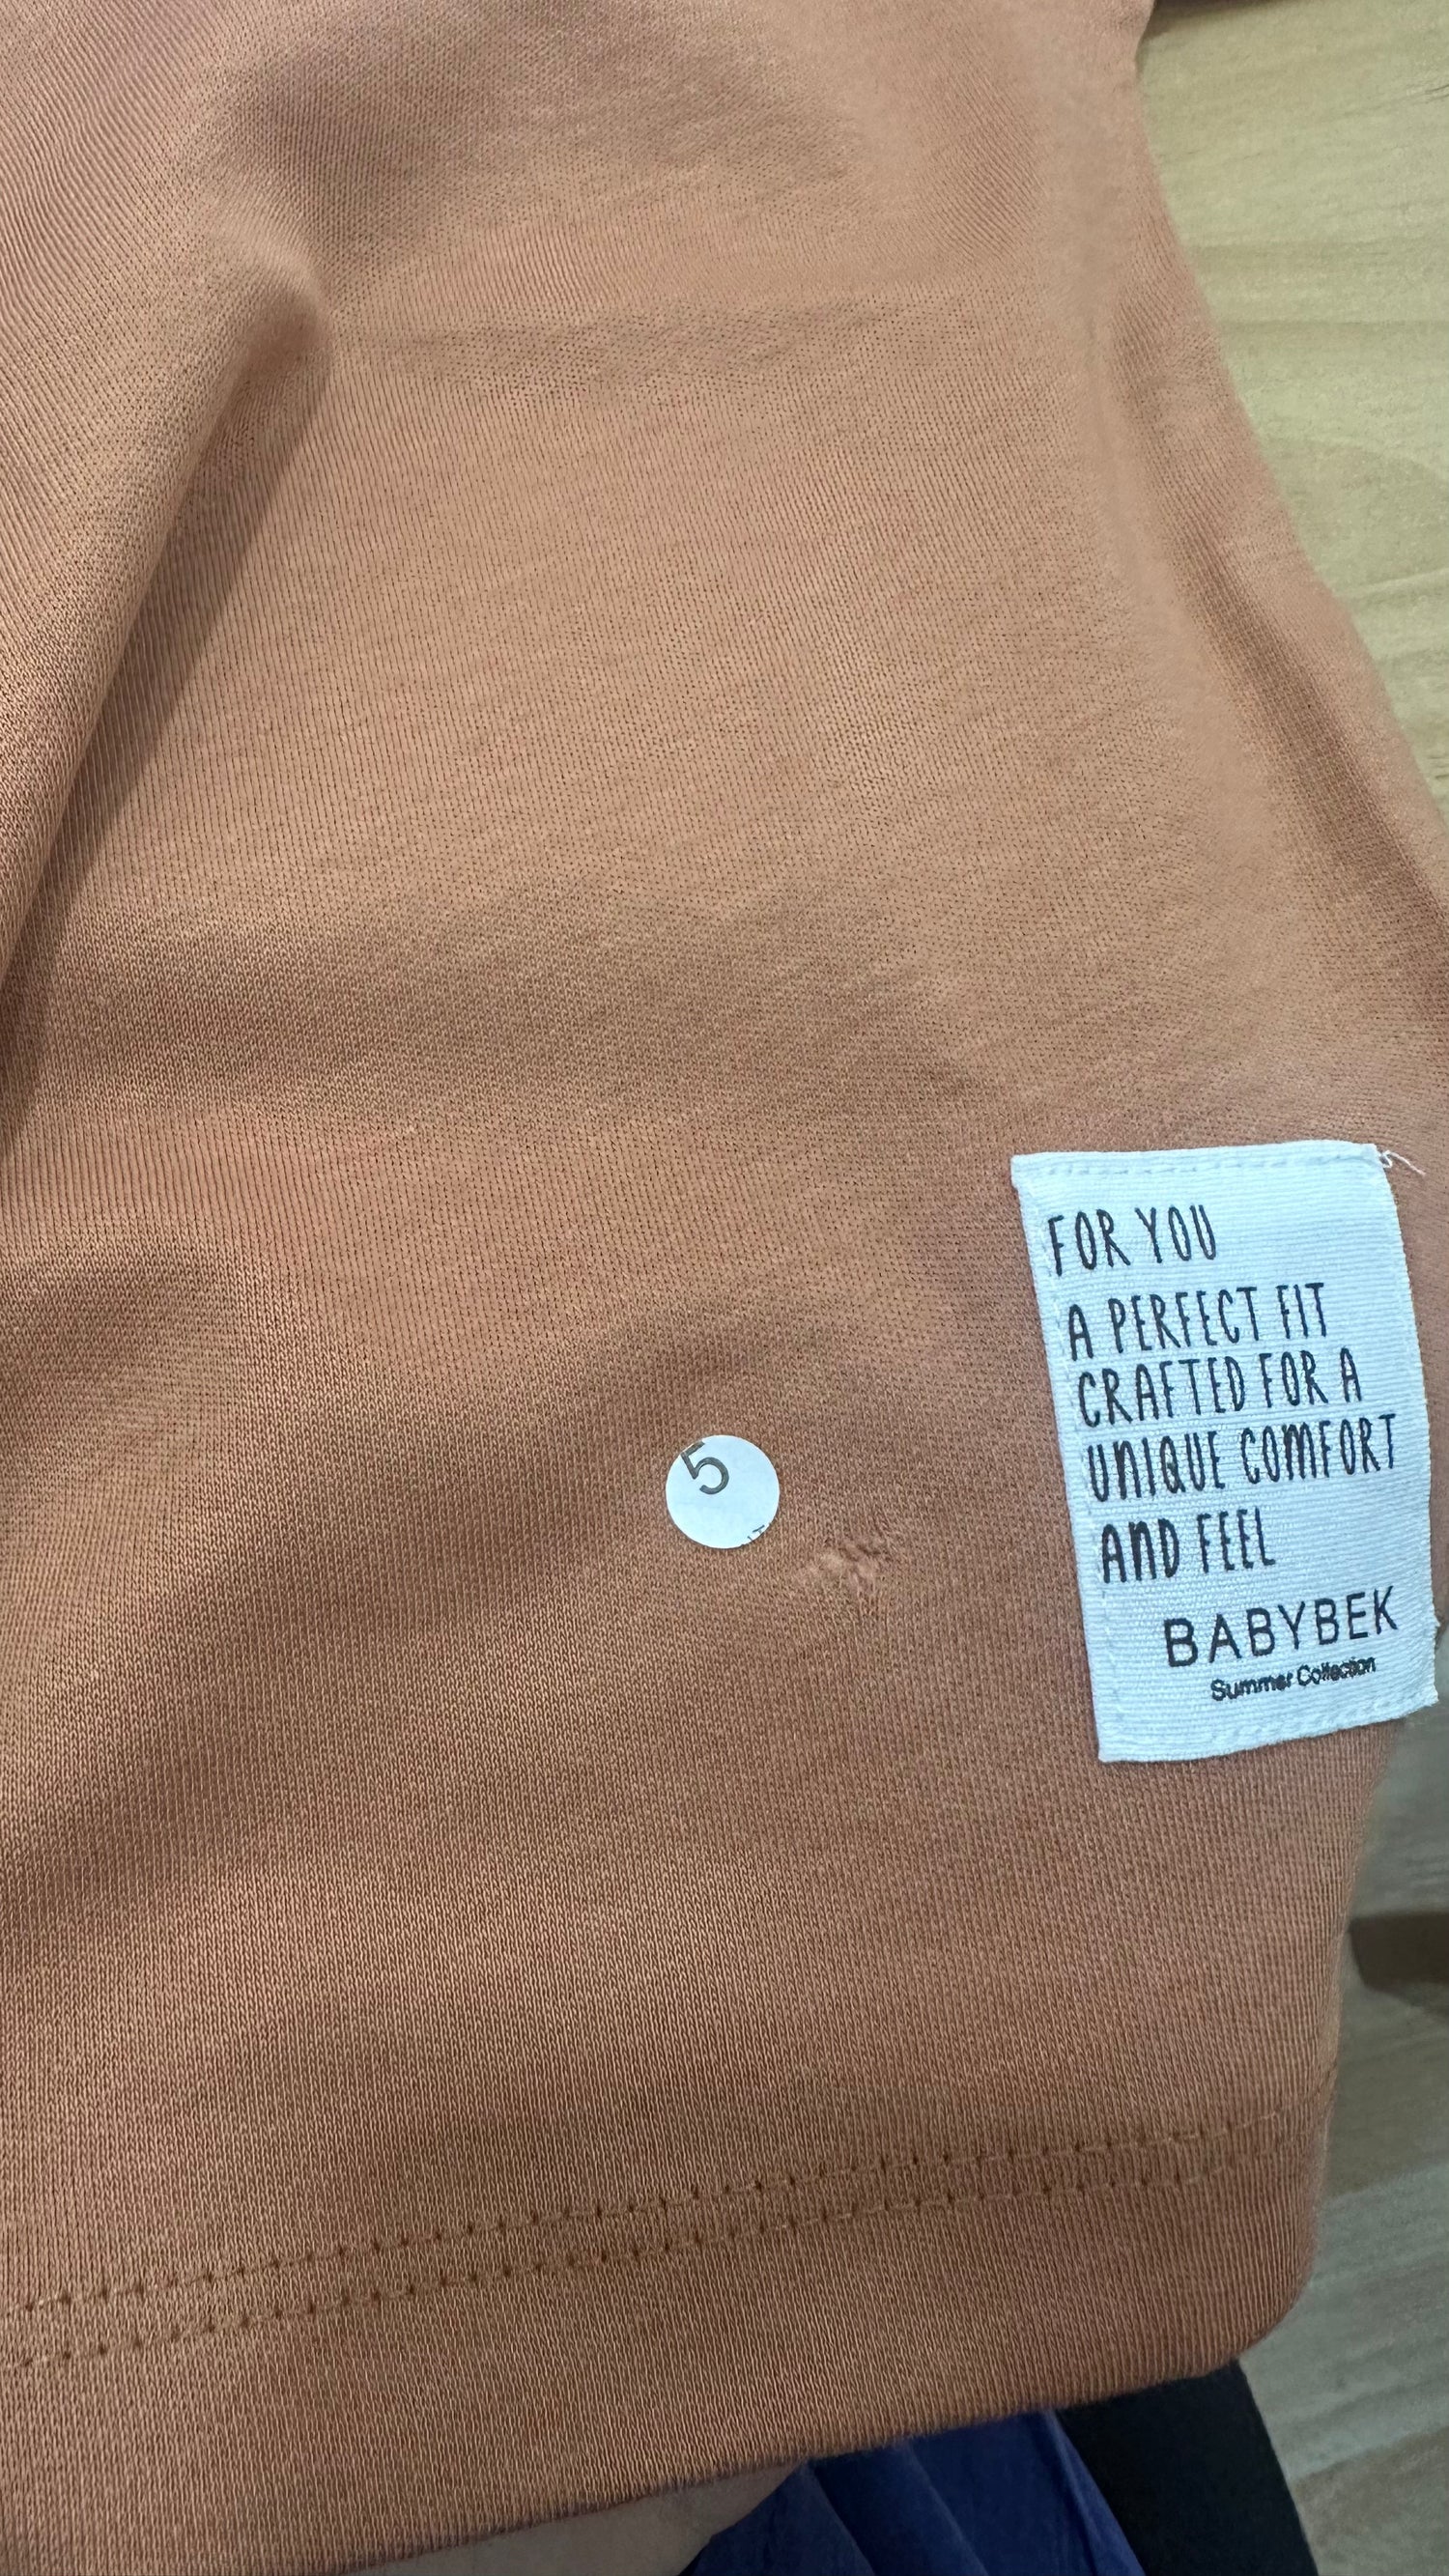 5
FOR YOU
A PERFECT FIT
CRAFTED FOR A
UNIQUE COMFORT
AND FEEL
BABYBEK
Summer Collection